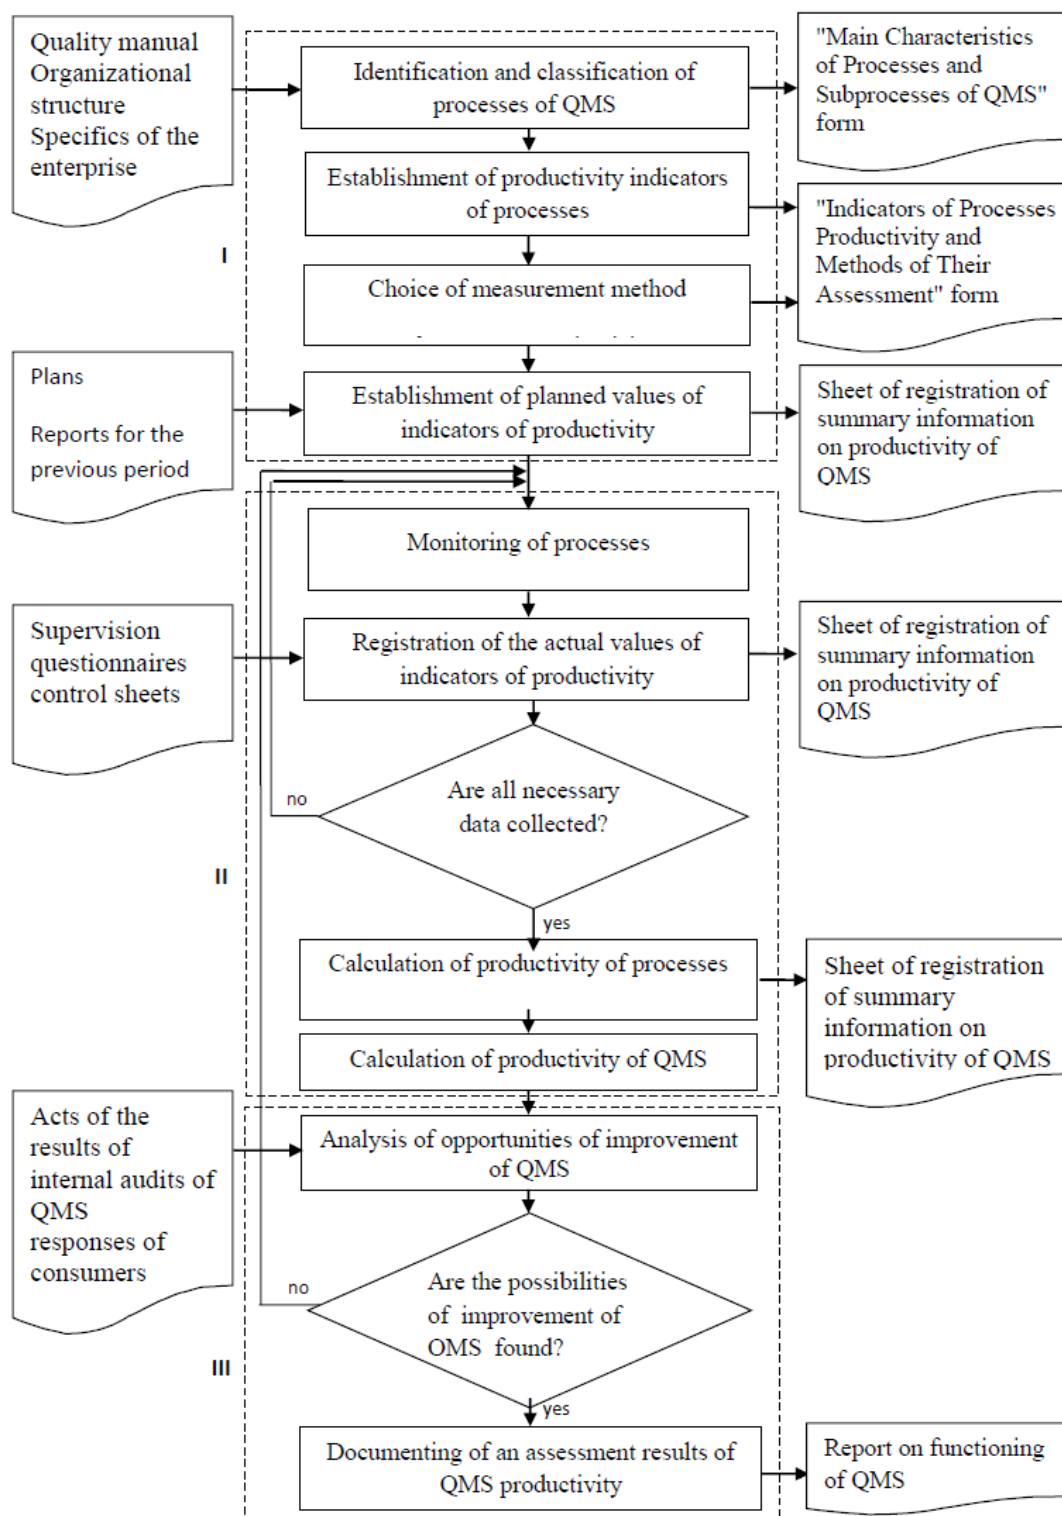 Quality manual
Organizational
structure
Specifics of the
enterprise
Identification and classification of
processes of QMS
"Main Characteristics
of Processes and
Subprocesses of QMS"
form
Establishment of productivity indicators
of processes
"Indicators of Processes
Productivity and
Methods of Their
Assessment" form
I
Choice of measurement method
Plans
Reports for the
previous period
Establishment of planned values of
indicators of productivity
Sheet of registration of
summary information
on productivity of
QMS
Monitoring of processes
Supervision
questionnaires
control sheets
Registration of the actual values of
indicators of productivity
Sheet of registration of
summary information
on productivity of
QMS
Are all necessary
data collected?
no
II
yes
Calculation of productivity of processes
Sheet of registration
of summary
information on
productivity of QMS
Calculation of productivity of QMS
Acts of the
results of
internal audits of
QMS
responses of
consumers
Analysis of opportunities of improvement
of QMS
no
Are the possibilities
of improvement of
QMS found?
III
yes
Documenting of an assessment results of
QMS productivity
Report on functioning
of QMS